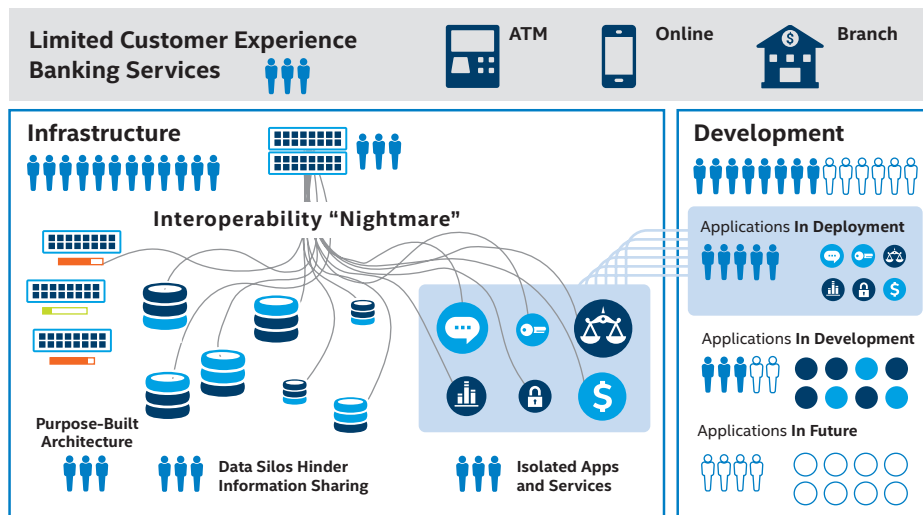 Limited Customer Experience
Banking Services
ATM
Online
$
Branch
Infrastructure
Interoperability “Nightmare”
$
Purpose-Built
Architecture
Data Silos Hinder
Information Sharing
Isolated Apps
and Services
Development
Applications In Deployment
$
Applications In Development
Applications In Future